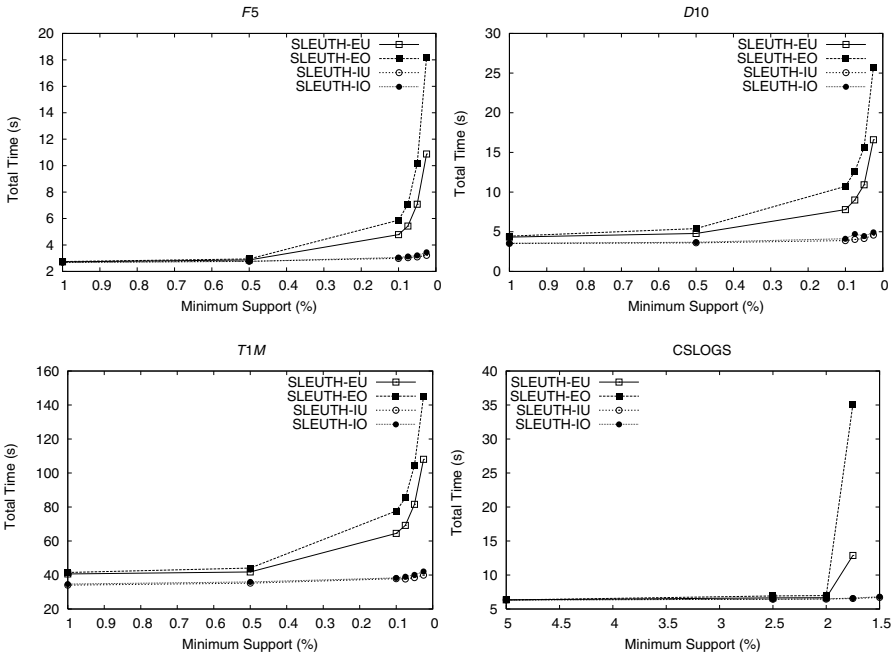 F5
20
18
16
14
12
10
8
6
4
2
Total Time (s)
SLEUTH-EU
SLEUTH-EO
SLEUTH-IU
SLEUTH-IO
1 0.9 0.8 0.7 0.6 0.5 0.4 0.3 0.2 0.1 0
Minimum Support (%)
D10
30
25
20
15
10
5
0
Total Time (s)
SLEUTH-EU
SLEUTH-EO
SLEUTH-IU
SLEUTH-IO
1 0.9 0.8 0.7 0.6 0.5 0.4 0.3 0.2 0.1 0
Minimum Support (%)
T1M
160
140
120
100
80
60
40
20
Total Time (s)
SLEUTH-EU
SLEUTH-EO
SLEUTH-IU
SLEUTH-IO
1 0.9 0.8 0.7 0.6 0.5 0.4 0.3 0.2 0.1 0
Minimum Support (%)
CSLOGS
40
35
30
25
20
15
10
5
Total Time (s)
SLEUTH-EU
SLEUTH-EO
SLEUTH-IU
SLEUTH-IO
5 4.5 4 3.5 3 2.5 2 1.5
Minimum Support (%)